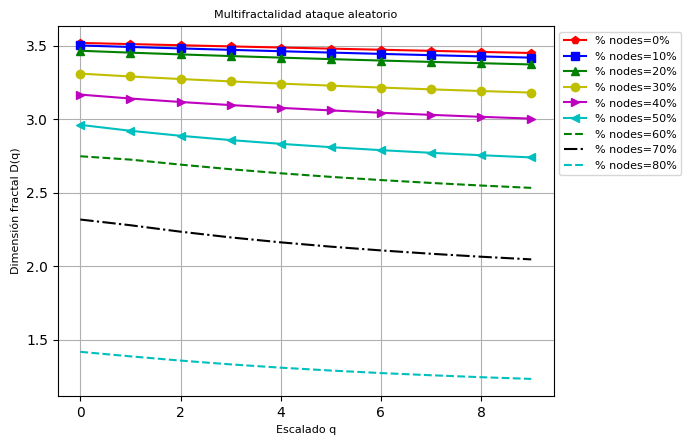 Multifractalidad ataque aleatorio
Dimensión fractal D(q)
3.5
3.0
2.5
2.0
1.5
0 2 4 6 8
Escalado q
% nodes=0%
% nodes=10%
% nodes=20%
% nodes=30%
% nodes=40%
% nodes=50%
% nodes=60%
% nodes=70%
% nodes=80%